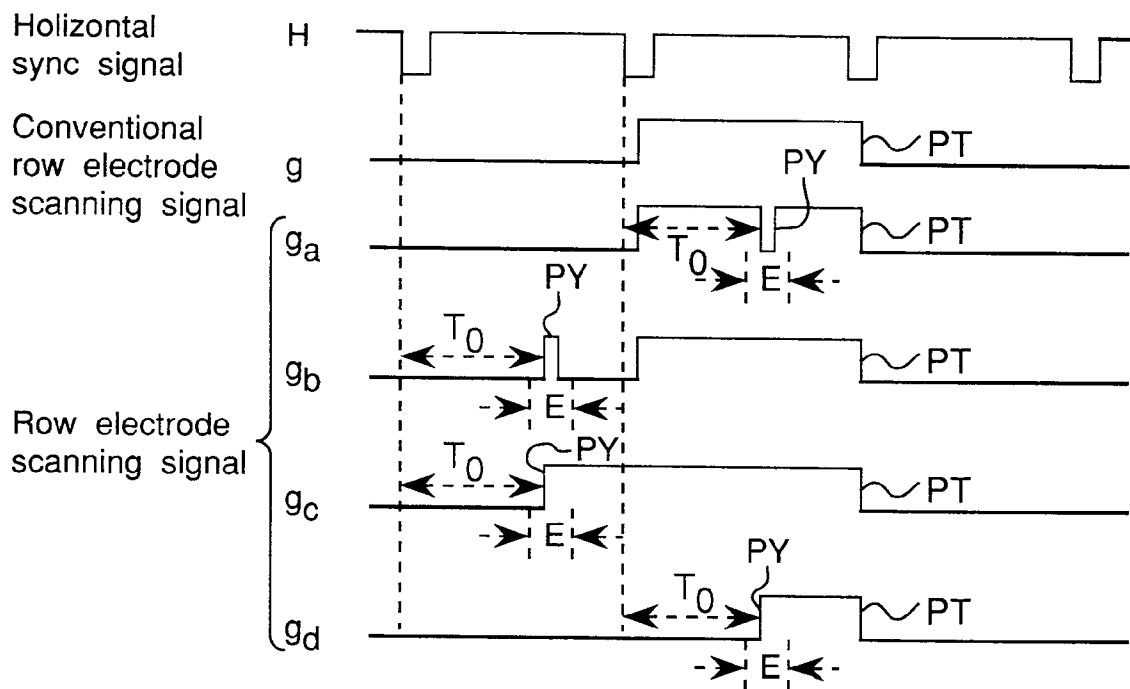 Holizontal
sync signal
H
Conventional
row electrode
scanning signal
g
PT
PY
ga
T0
E
PT
PY
T0
gb
E
PT
Row electrode
scanning signal
T0
PY
gc
E
PT
PY
T0
gd
E
PT